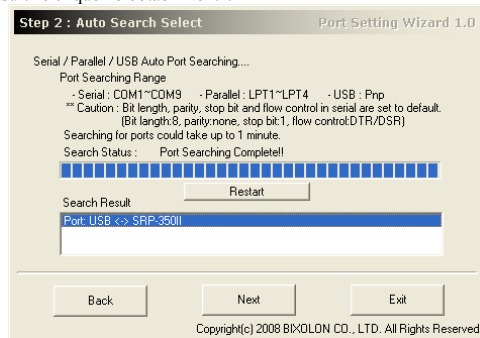 Step 2 : Auto Search Select Port Setting Wizard 1.0
Serial / Parallel / USB Auto Port Searching....
Port Searching Range
- Serial : COM1~COM9 - Parallel : LPT1~LPT4 - USB : Pnp
** Caution : Bit length, parity, stop bit and flow control in serial are set to default.
(Bit length:8, parity:none, stop bit:1, flow control:DTR/DSR)
Searching for ports could take up to 1 minute.
Search Status : Port Searching Complete!!
Restart
Search Result
Port: USB <-> SRP-350II
Back Next Exit
Copyright(c) 2008 BIXOLON CO., LTD. All Rights Reserved